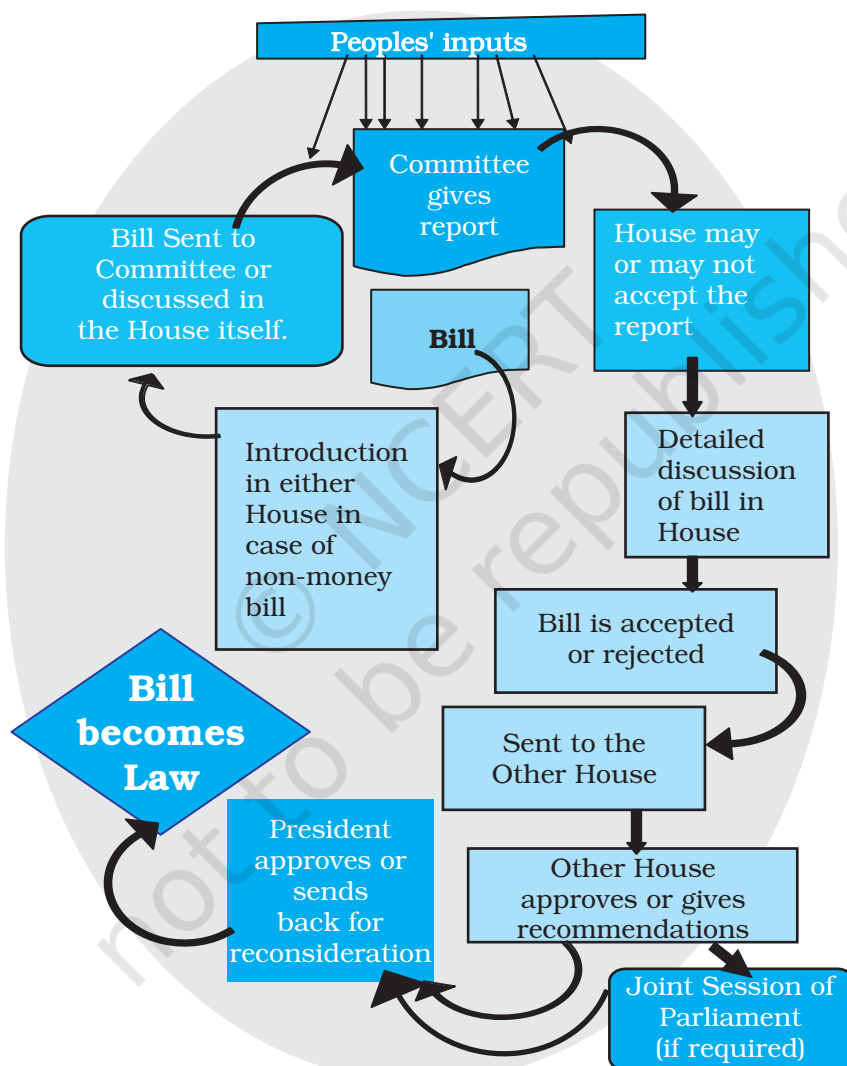 Peoples' inputs
Committee
gives
report
Bill Sent to
Committee or
discussed in
the House itself.
House may
or may not
accept the
report
Bill
Introduction
in either
House in
case of
non-money
bill
Detailed
discussion
of bill in
House
Bill is accepted
or rejected
Sent to the
Other House
Other House
approves or gives
recommendations
Joint Session of
Parliament
(if required)
President
approves or
sends
back for
reconsideration
Bill
becomes
Law
© NCERT
not to be republishe